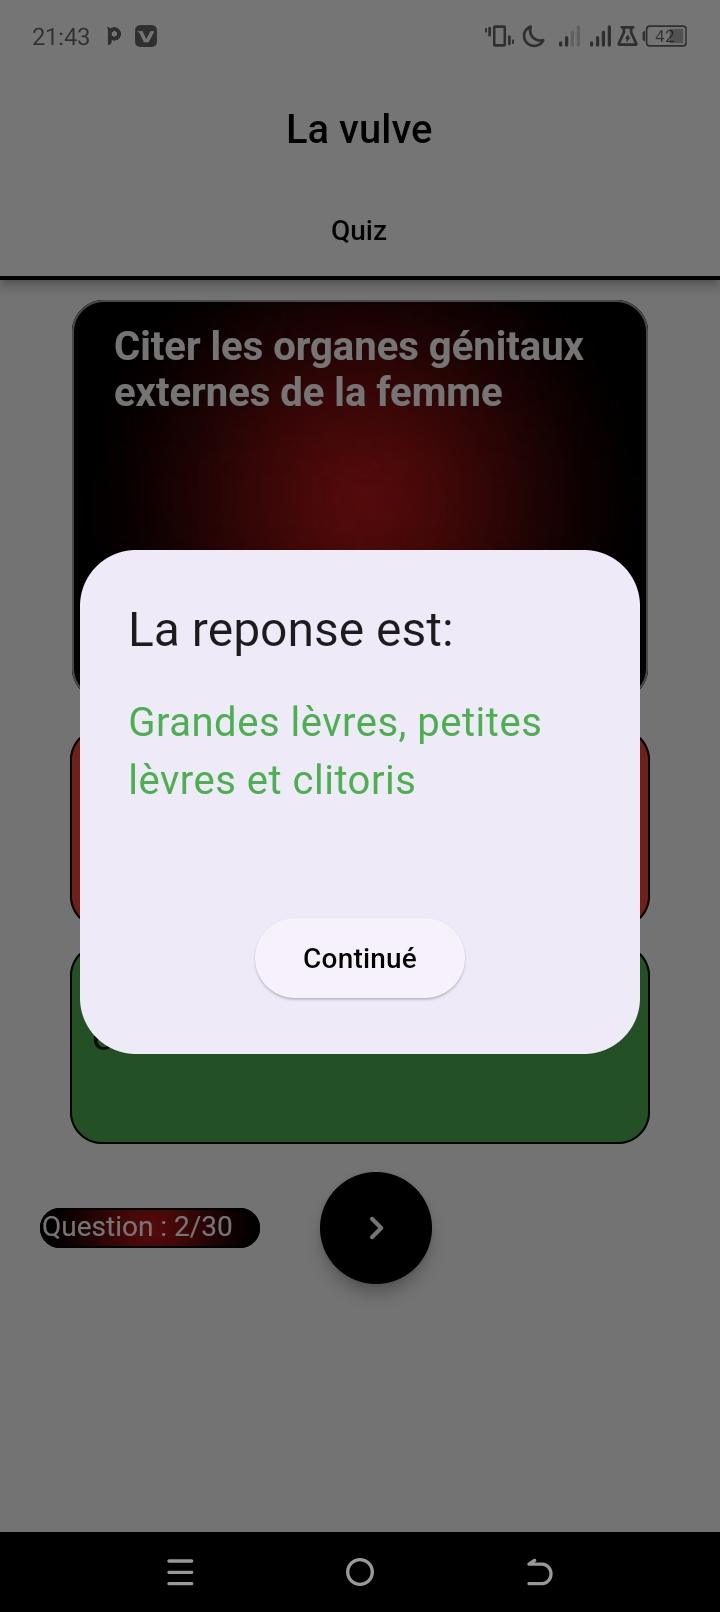 21:43
42
La vulve
Quiz
Citer les organes génitaux
externes de la femme
La reponse est:
Grandes lèvres, petites
lèvres et clitoris
Continué
Question : 2/30